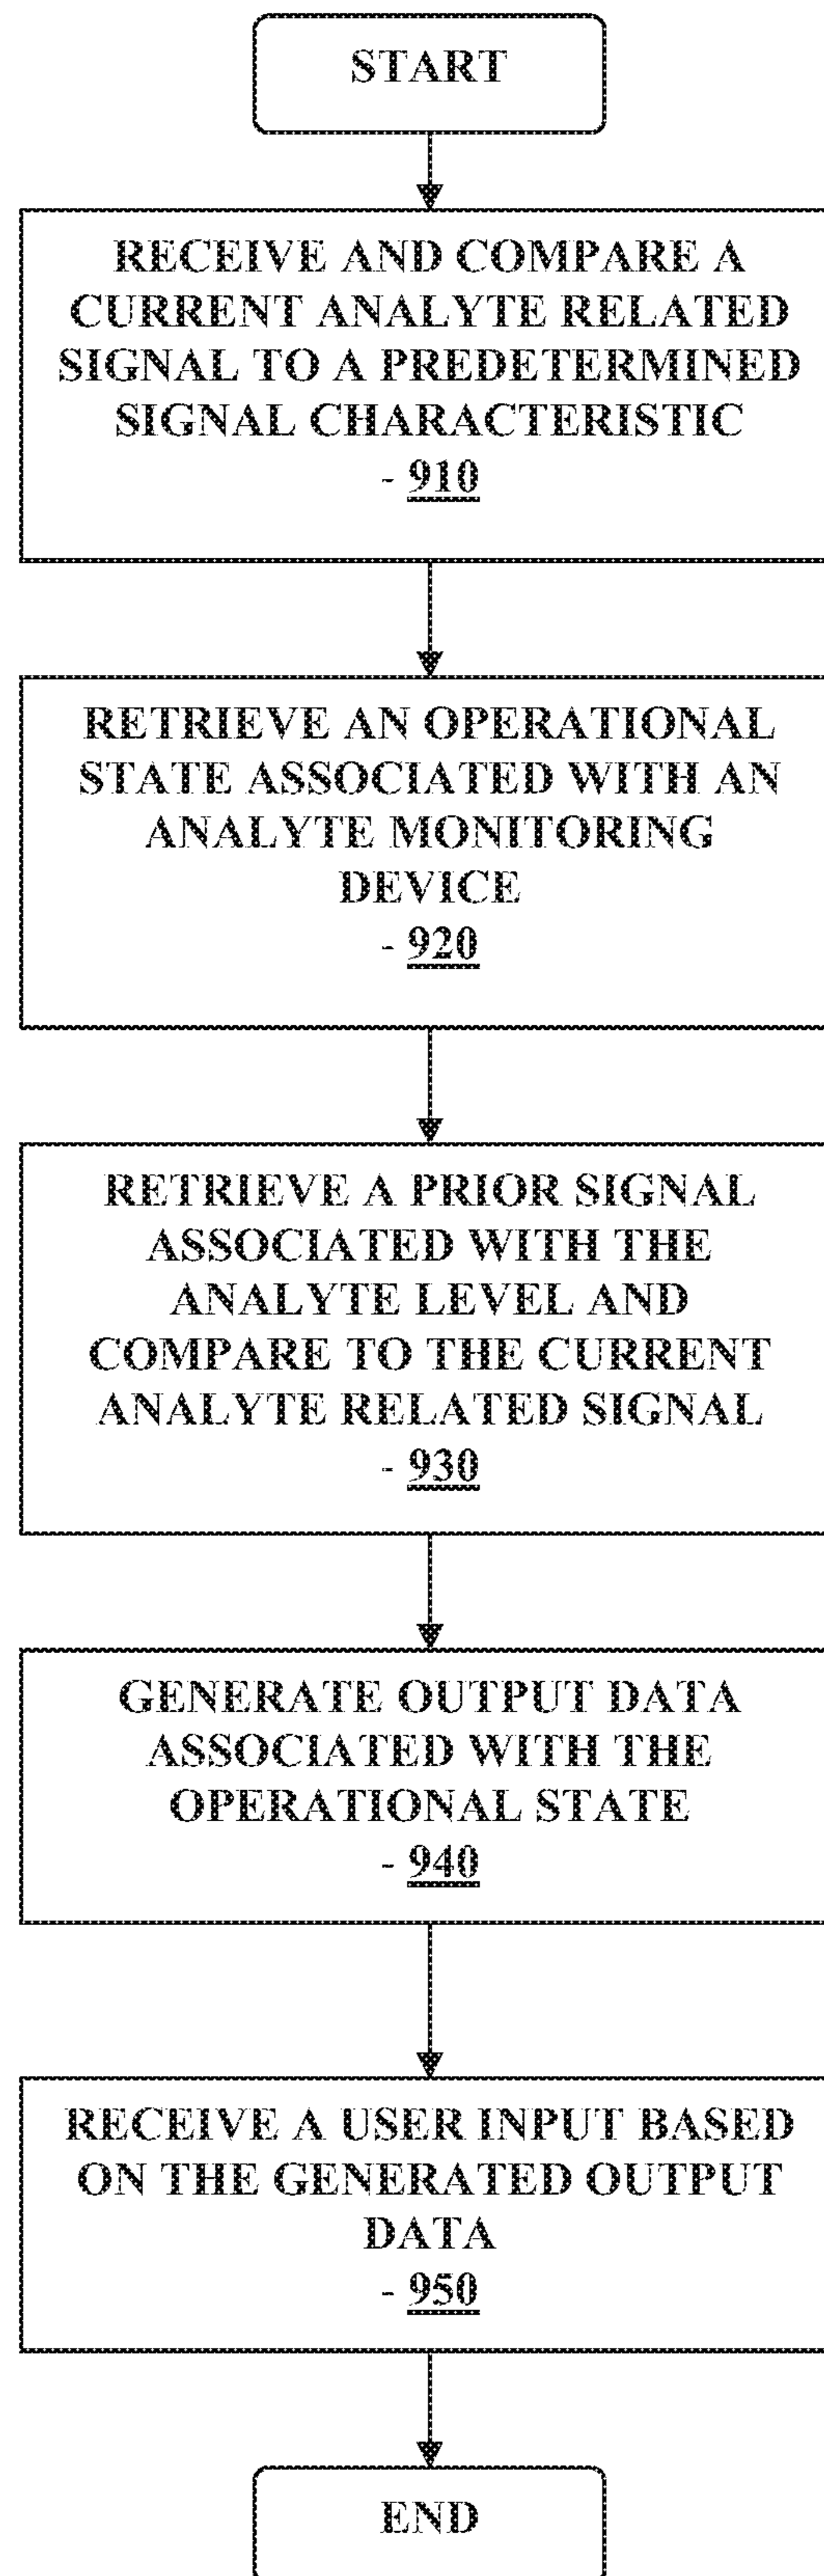 START
RECEIVE AND COMPARE A
CURRENT ANALYTE RELATED
SIGNAL TO A PREDETERMINED
SIGNAL CHARACTERISTIC
- 910
RETRIEVE AN OPERATIONAL
STATE ASSOCIATED WITH AN
ANALYTE MONITORING
DEVICE
- 920
RETRIEVE A PRIOR SIGNAL
ASSOCIATED WITH THE
ANALYTE LEVEL AND
COMPARE TO THE CURRENT
ANALYTE RELATED SIGNAL
- 930
GENERATE OUTPUT DATA
ASSOCIATED WITH THE
OPERATIONAL STATE
- 940
RECEIVE A USER INPUT BASED
ON THE GENERATED OUTPUT
DATA
- 950
END